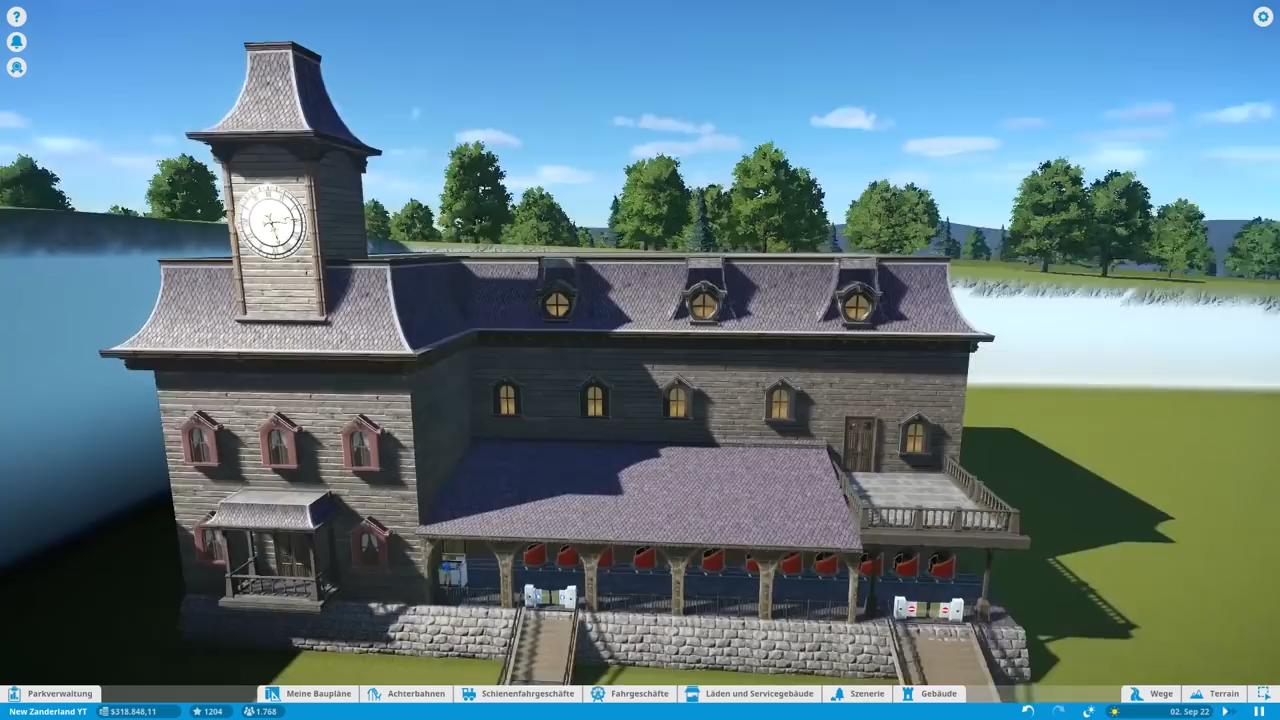 Parkverwaltung
Meine Baupläne
Achterbahnen
Schienenfahrgeschäfte
Fahrgeschäfte
Läden und Servicegebäude
Szenerie
Gebäude
Wege
Terrain
New Zanderland YT
$318.848,11
1204
1.768
02. Sep 22